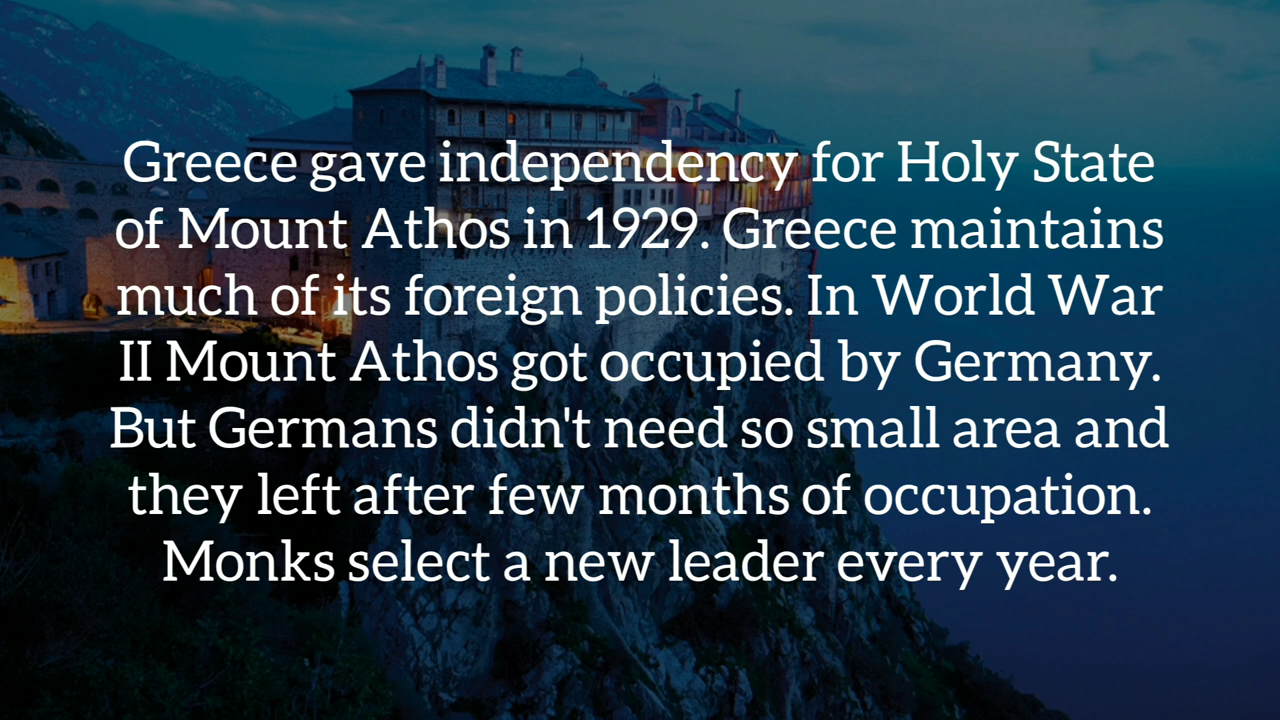 Greece gave independency for Holy State
of Mount Athos in 1929. Greece maintains
much of its foreign policies. In World War
II Mount Athos got occupied by Germany.
But Germans didn't need so small area and
they left after few months of occupation.
Monks select a new leader every year.